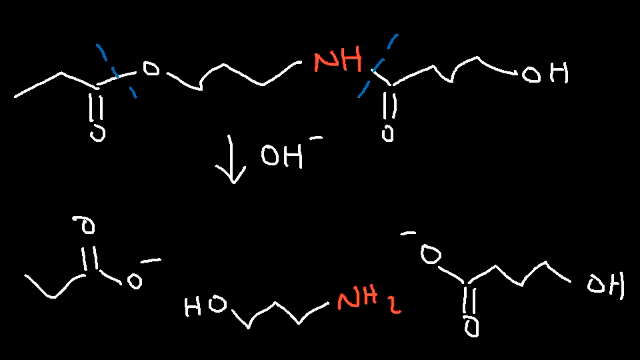 O NH OH
O O
OH⁻
O O⁻
HO NH2
⁻O O OH